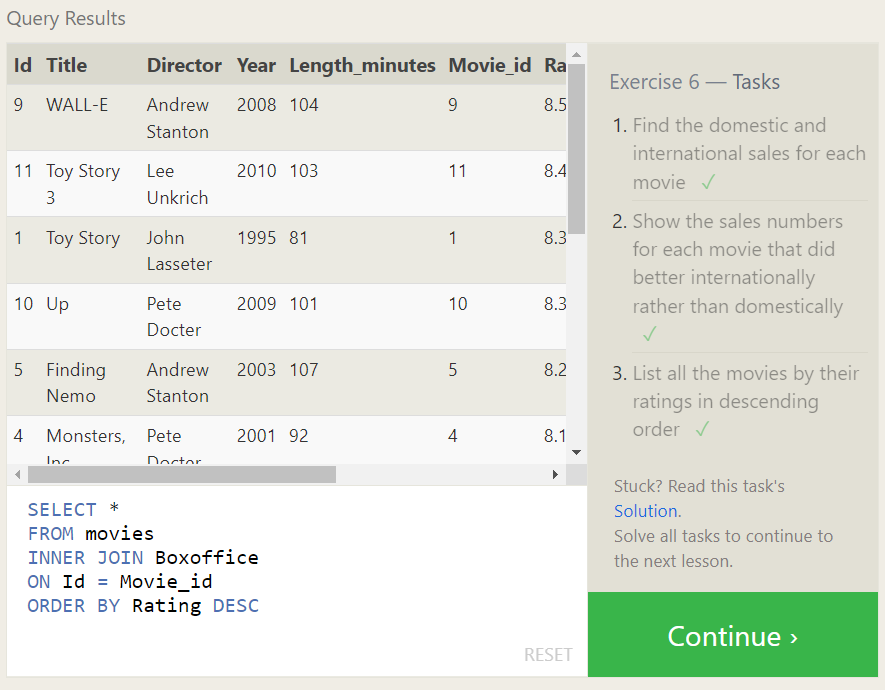 Query Results
Id Title Director Year Length_minutes Movie_id Ra
9 WALL-E Andrew 2008 104 9 8.5
Stanton
11 Toy Story Lee 2010 103 11 8.4
3 Unkrich
1 Toy Story John 1995 81 1 8.3
Lasseter
10 Up Pete 2009 101 10 8.3
Docter
5 Finding Andrew 2003 107 5 8.2
Nemo Stanton
4 Monsters, Pete 2001 92 4 8.1
Inc. Docter
SELECT *
FROM movies
INNER JOIN Boxoffice
ON Id = Movie_id
ORDER BY Rating DESC
RESET
Exercise 6 — Tasks
1. Find the domestic and
international sales for each
movie ✓
2. Show the sales numbers
for each movie that did
better internationally
rather than domestically
✓
3. List all the movies by their
ratings in descending
order ✓
Stuck? Read this task's
Solution.
Solve all tasks to continue to
the next lesson.
Continue ›